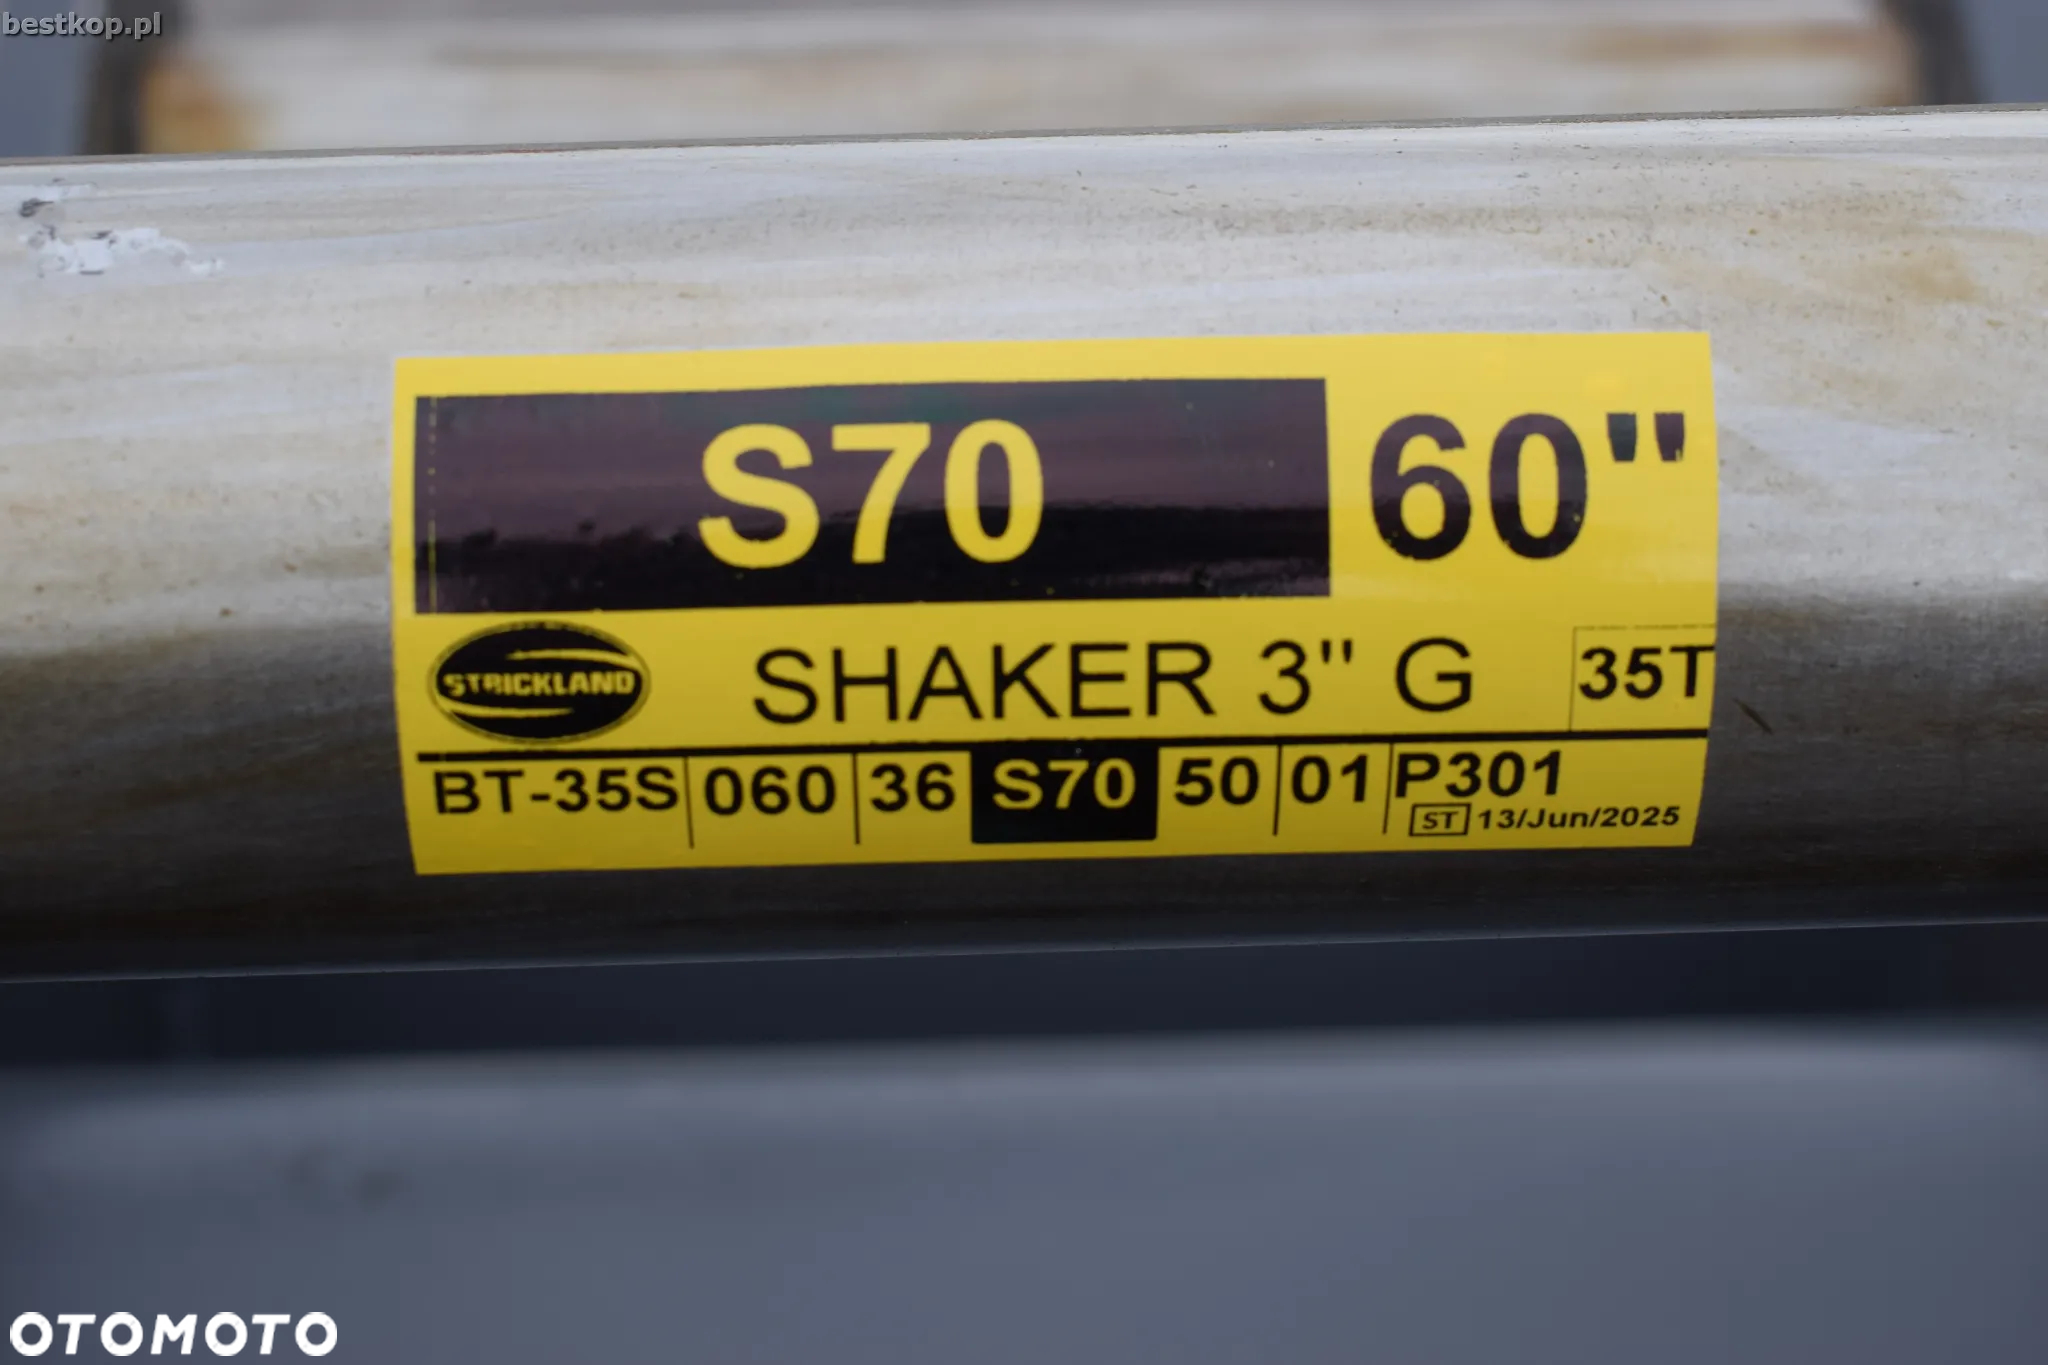 bestkop.pl
S70 60"
STRICKLAND SHAKER 3" G 35T
BT-35S 060 36 S70 50 01 P301
ST 13/Jun/2025
OTOMOTO